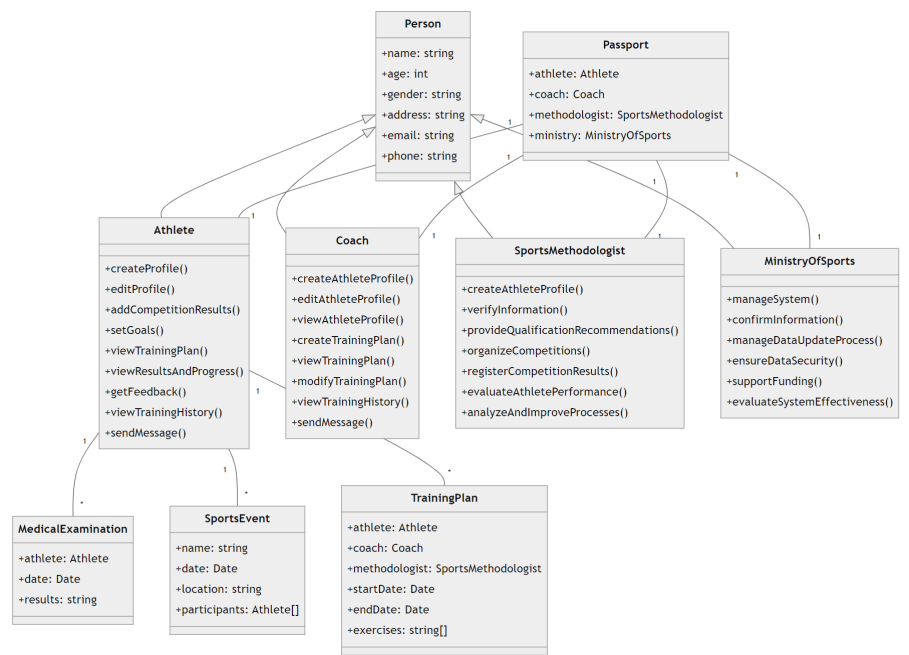 Person
+name: string
+age: int
+gender: string
+address: string
+email: string
+phone: string
Passport
+athlete: Athlete
+coach: Coach
+methodologist: SportsMethodologist
+ministry: MinistryOfSports
1
1
1
1
1
1
1
1
Athlete
+createProfile()
+editProfile()
+addCompetitionResults()
+setGoals()
+viewTrainingPlan()
+viewResultsAndProgress()
+getFeedback()
+viewTrainingHistory()
+sendMessage()
Coach
+createAthleteProfile()
+editAthleteProfile()
+viewAthleteProfile()
+createTrainingPlan()
+viewTrainingPlan()
+modifyTrainingPlan()
+viewTrainingHistory()
+sendMessage()
SportsMethodologist
+createAthleteProfile()
+verifyInformation()
+provideQualificationRecommendations()
+organizeCompetitions()
+registerCompetitionResults()
+evaluateAthletePerformance()
+analyzeAndImproveProcesses()
MinistryOfSports
+manageSystem()
+confirmInformation()
+manageDataUpdateProcess()
+ensureDataSecurity()
+supportFunding()
+evaluateSystemEffectiveness()
1
1
1
*
*
*
MedicalExamination
+athlete: Athlete
+date: Date
+results: string
SportsEvent
+name: string
+date: Date
+location: string
+participants: Athlete[]
TrainingPlan
+athlete: Athlete
+coach: Coach
+methodologist: SportsMethodologist
+startDate: Date
+endDate: Date
+exercises: string[]